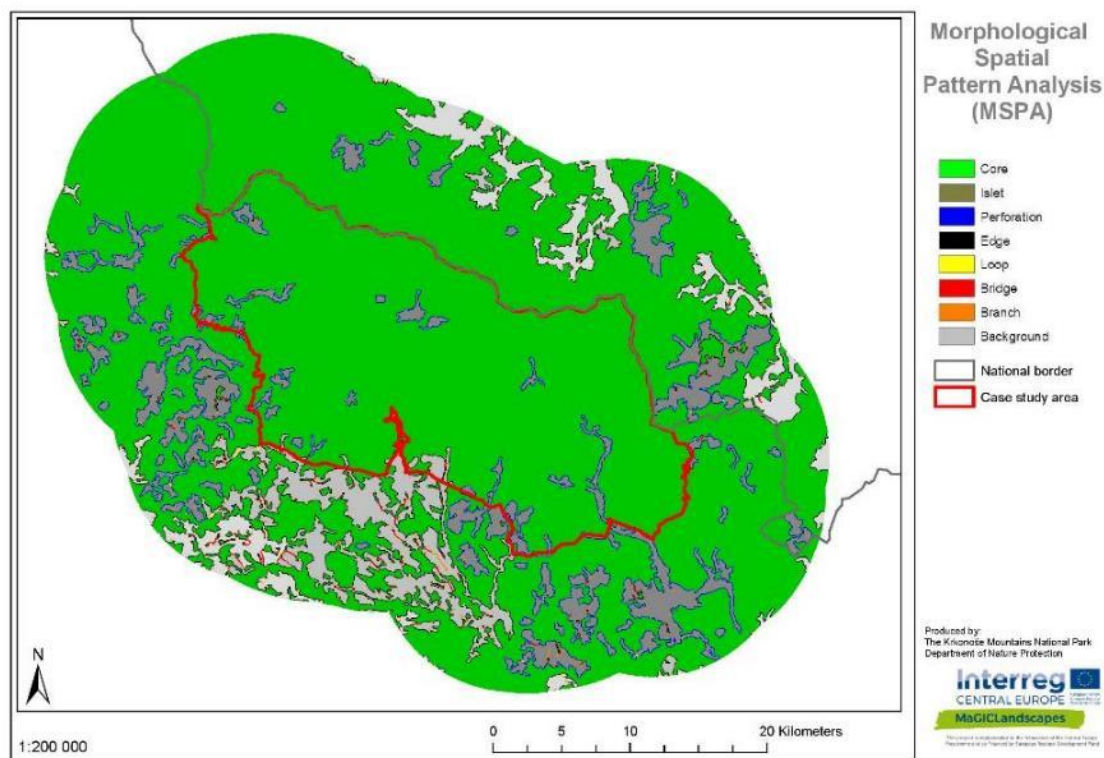 Morphological
Spatial
Pattern Analysis
(MSPA)
Core
Islet
Perforation
Edge
Loop
Bridge
Branch
Background
National border
Case study area
Produced by:
The Krkonoše Mountains National Park
Department of Nature Protection
Interreg
CENTRAL EUROPE
MaGICLandscapes
N
1:200 000
0 5 10 20 Kilometers